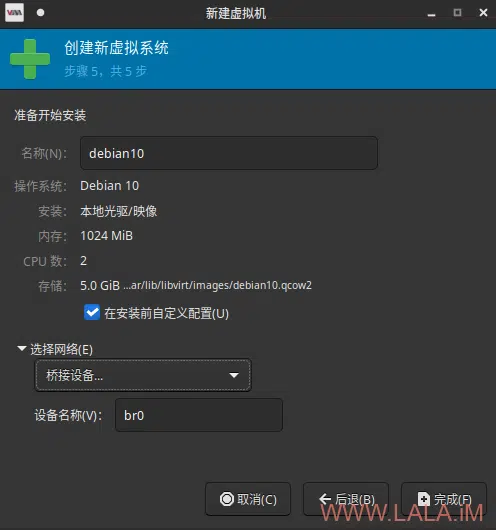 新建虚拟机
创建新虚拟系统
步骤 5，共 5 步
准备开始安装
名称(N)： debian10
操作系统： Debian 10
安装： 本地光驱/映像
内存： 1024 MiB
CPU 数： 2
存储： 5.0 GiB ...ar/lib/libvirt/images/debian10.qcow2
在安装前自定义配置(U)
选择网络(E)
桥接设备...
设备名称(V)： br0
取消(C) 后退(B) 完成(F)
WWW.LALA.IM